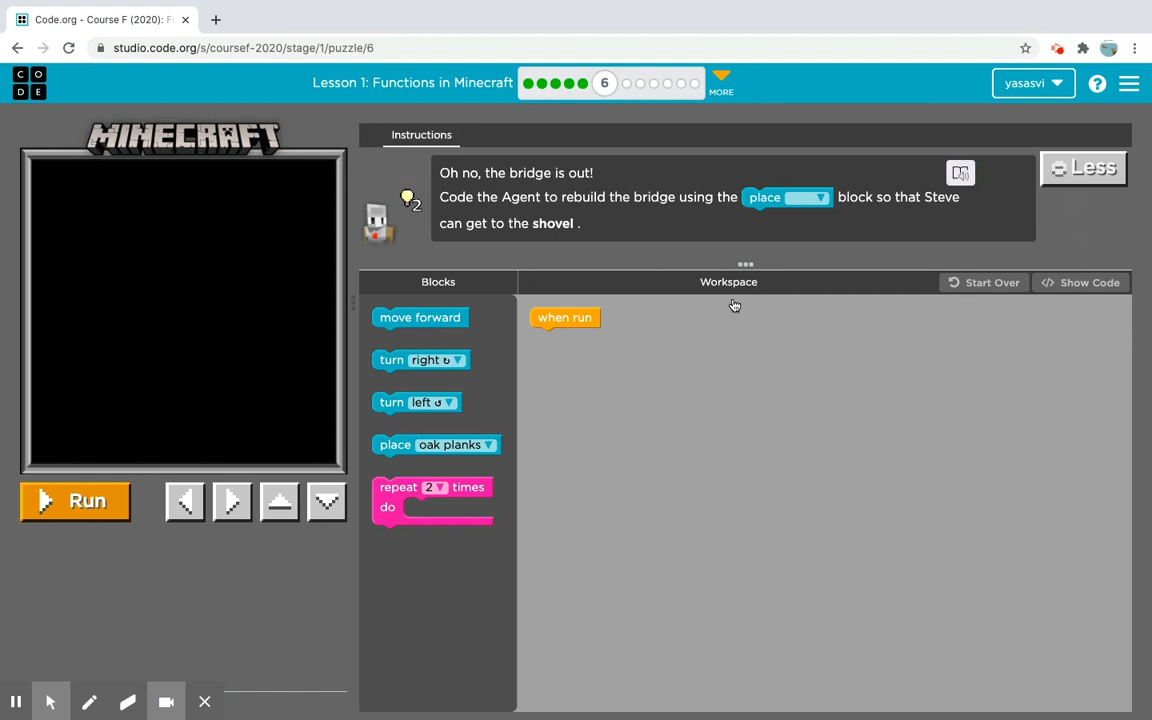 Code.org - Course F (2020): F
studio.code.org/s/coursef-2020/stage/1/puzzle/6
C O
D E
Lesson 1: Functions in Minecraft
6
MORE
yasasvi
?
MINECRAFT
Instructions
2
Oh no, the bridge is out!
Code the Agent to rebuild the bridge using the place block so that Steve
can get to the shovel .
Less
Blocks
Workspace
Start Over
</> Show Code
move forward
when run
turn right ↻
turn left ↺
place oak planks
repeat 2 times
do
Run